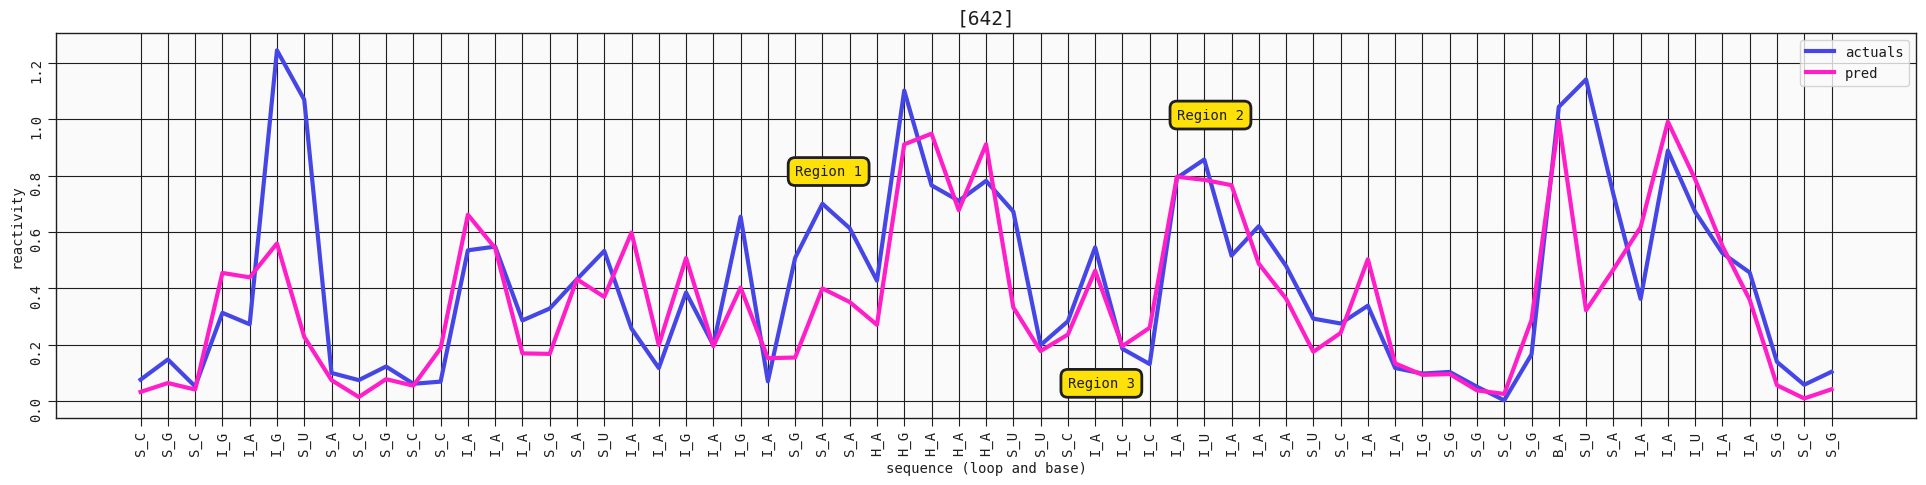 [642]
actuals
pred
reactivity
1.2
1.0
0.8
0.6
0.4
0.2
0.0
Region 1
Region 2
Region 3
S_C S_G S_C I_G I_A I_G S_U S_A S_C S_G S_C S_C I_A I_A I_A S_G S_A S_U I_A I_A I_G I_A I_G I_A S_G S_A S_A H_A H_G H_A H_A H_A S_U S_U S_C I_A I_C I_C I_A I_U I_A I_A S_A S_U S_C I_A I_A I_G S_G S_G S_C S_G B_A S_U S_A I_A I_A I_U I_A I_A S_G S_C S_G
sequence (loop and base)